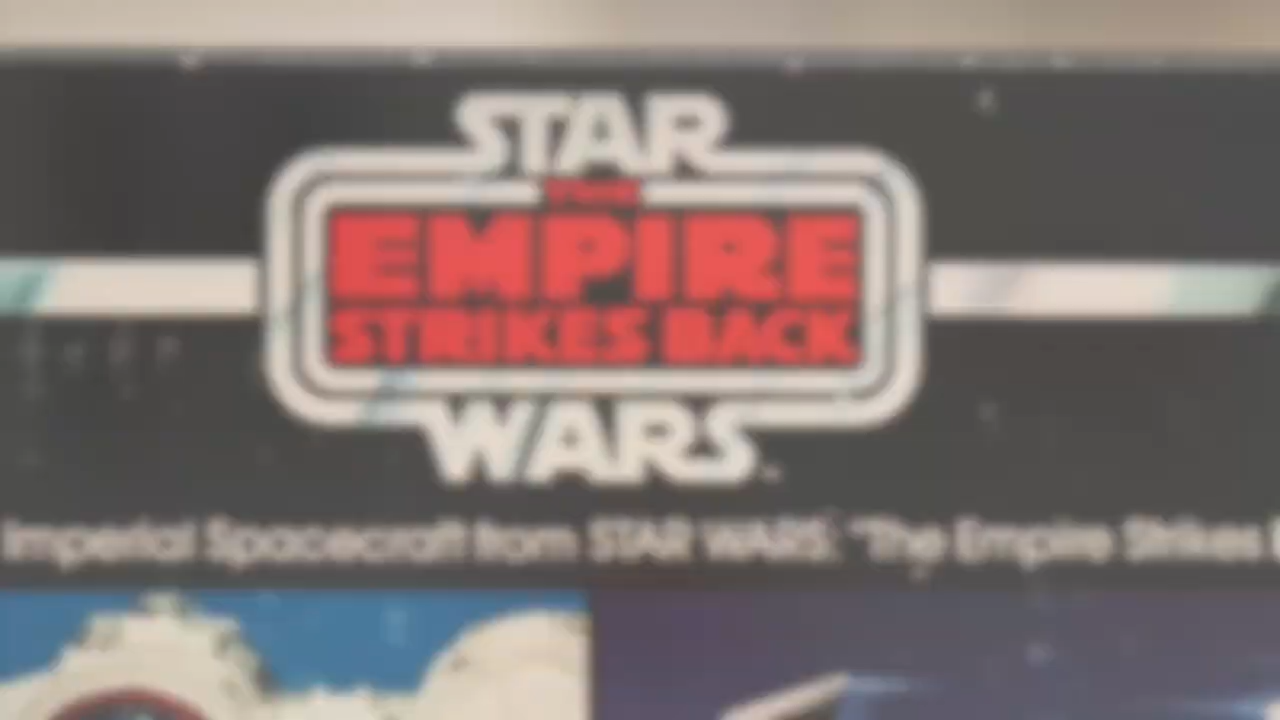 STAR
THE
EMPIRE
STRIKES BACK
WARS
Imperial Spacecraft from STAR WARS: "The Empire Strikes